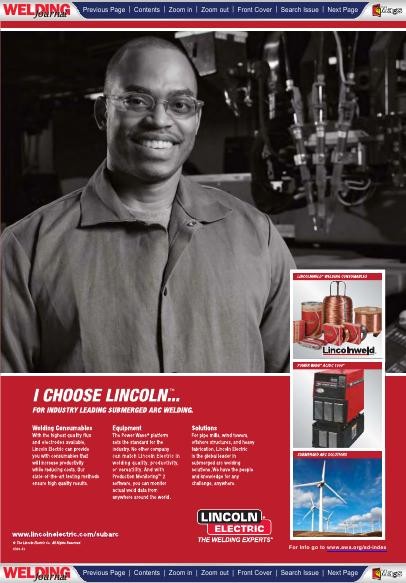 WELDING Journal
Previous Page | Contents | Zoom in | Zoom out | Front Cover | Search Issue | Next Page
LINCOLNWELD® WELDING CONSUMABLES
Lincolnweld.
POWER WAVE® AC/DC 1000®
SUBMERGED ARC SOLUTIONS
I CHOOSE LINCOLN...™
FOR INDUSTRY LEADING SUBMERGED ARC WELDING.
Welding Consumables
With the highest quality flux
and electrodes available,
Lincoln Electric can provide
you with consumables that
will increase productivity
while reducing costs. Our
state-of-the-art testing methods
ensure high quality results.
Equipment
The Power Wave® platform
sets the standard for the
industry. No other company
can match Lincoln Electric in
welding quality, productivity,
or versatility. And with
Production Monitoring™ 2
software, you can monitor
actual weld data from
anywhere around the world.
Solutions
For pipe mills, wind towers,
offshore structures, and heavy
fabrication, Lincoln Electric
is the global leader in
submerged arc welding
solutions. We have the people
and knowledge for any
challenge, anywhere.
www.lincolnelectric.com/subarc
© The Lincoln Electric Co. All Rights Reserved.
LINCOLN
ELECTRIC
THE WELDING EXPERTS®
For Info go to www.aws.org/ad-index
WELDING Journal
Previous Page | Contents | Zoom in | Zoom out | Front Cover | Search Issue | Next Page